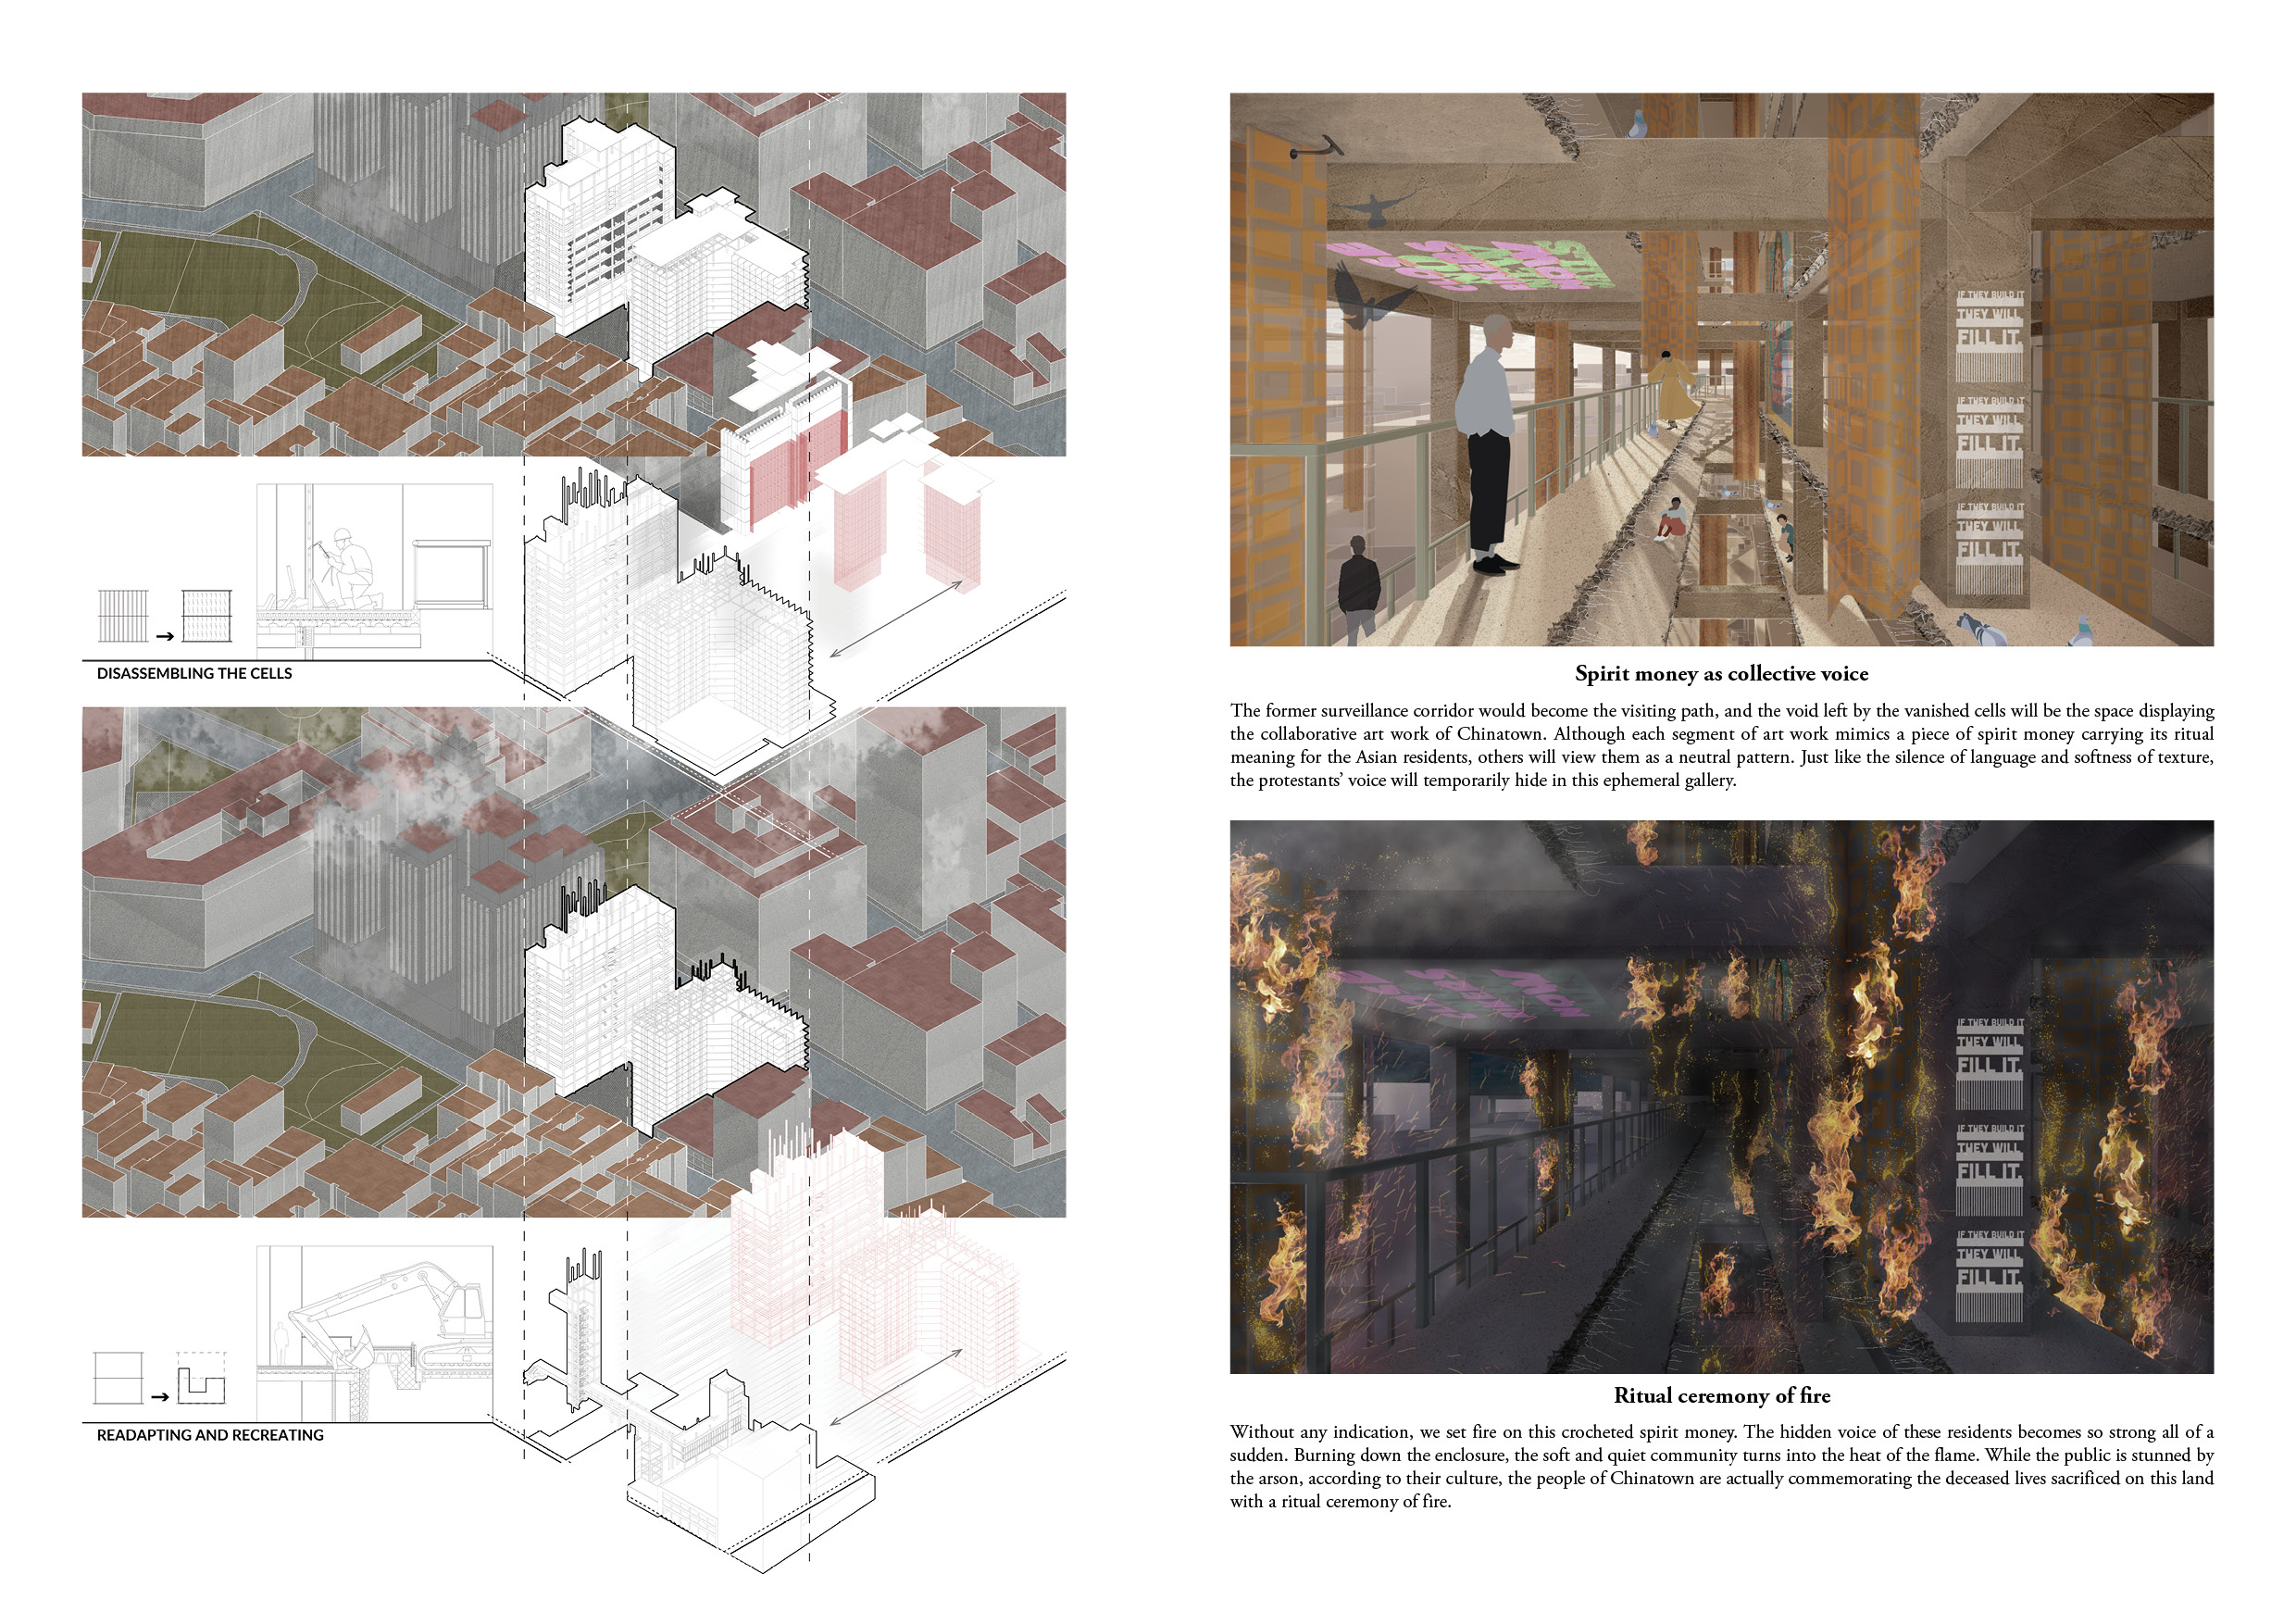 DISASSEMBLING THE CELLS
READAPTING AND RECREATING
IF THEY BUILD IT
THEY WILL
FILL IT.
IF THEY BUILD IT
THEY WILL
FILL IT.
IF THEY BUILD IT
THEY WILL
FILL IT.
Spirit money as collective voice
The former surveillance corridor would become the visiting path, and the void left by the vanished cells will be the space displaying
the collaborative art work of Chinatown. Although each segment of art work mimics a piece of spirit money carrying its ritual
meaning for the Asian residents, others will view them as a neutral pattern. Just like the silence of language and softness of texture,
the protestants’ voice will temporarily hide in this ephemeral gallery.
IF THEY BUILD IT
THEY WILL
FILL IT.
IF THEY BUILD IT
THEY WILL
FILL IT.
IF THEY BUILD IT
THEY WILL
FILL IT.
Ritual ceremony of fire
Without any indication, we set fire on this crocheted spirit money. The hidden voice of these residents becomes so strong all of a
sudden. Burning down the enclosure, the soft and quiet community turns into the heat of the flame. While the public is stunned by
the arson, according to their culture, the people of Chinatown are actually commemorating the deceased lives sacrificed on this land
with a ritual ceremony of fire.